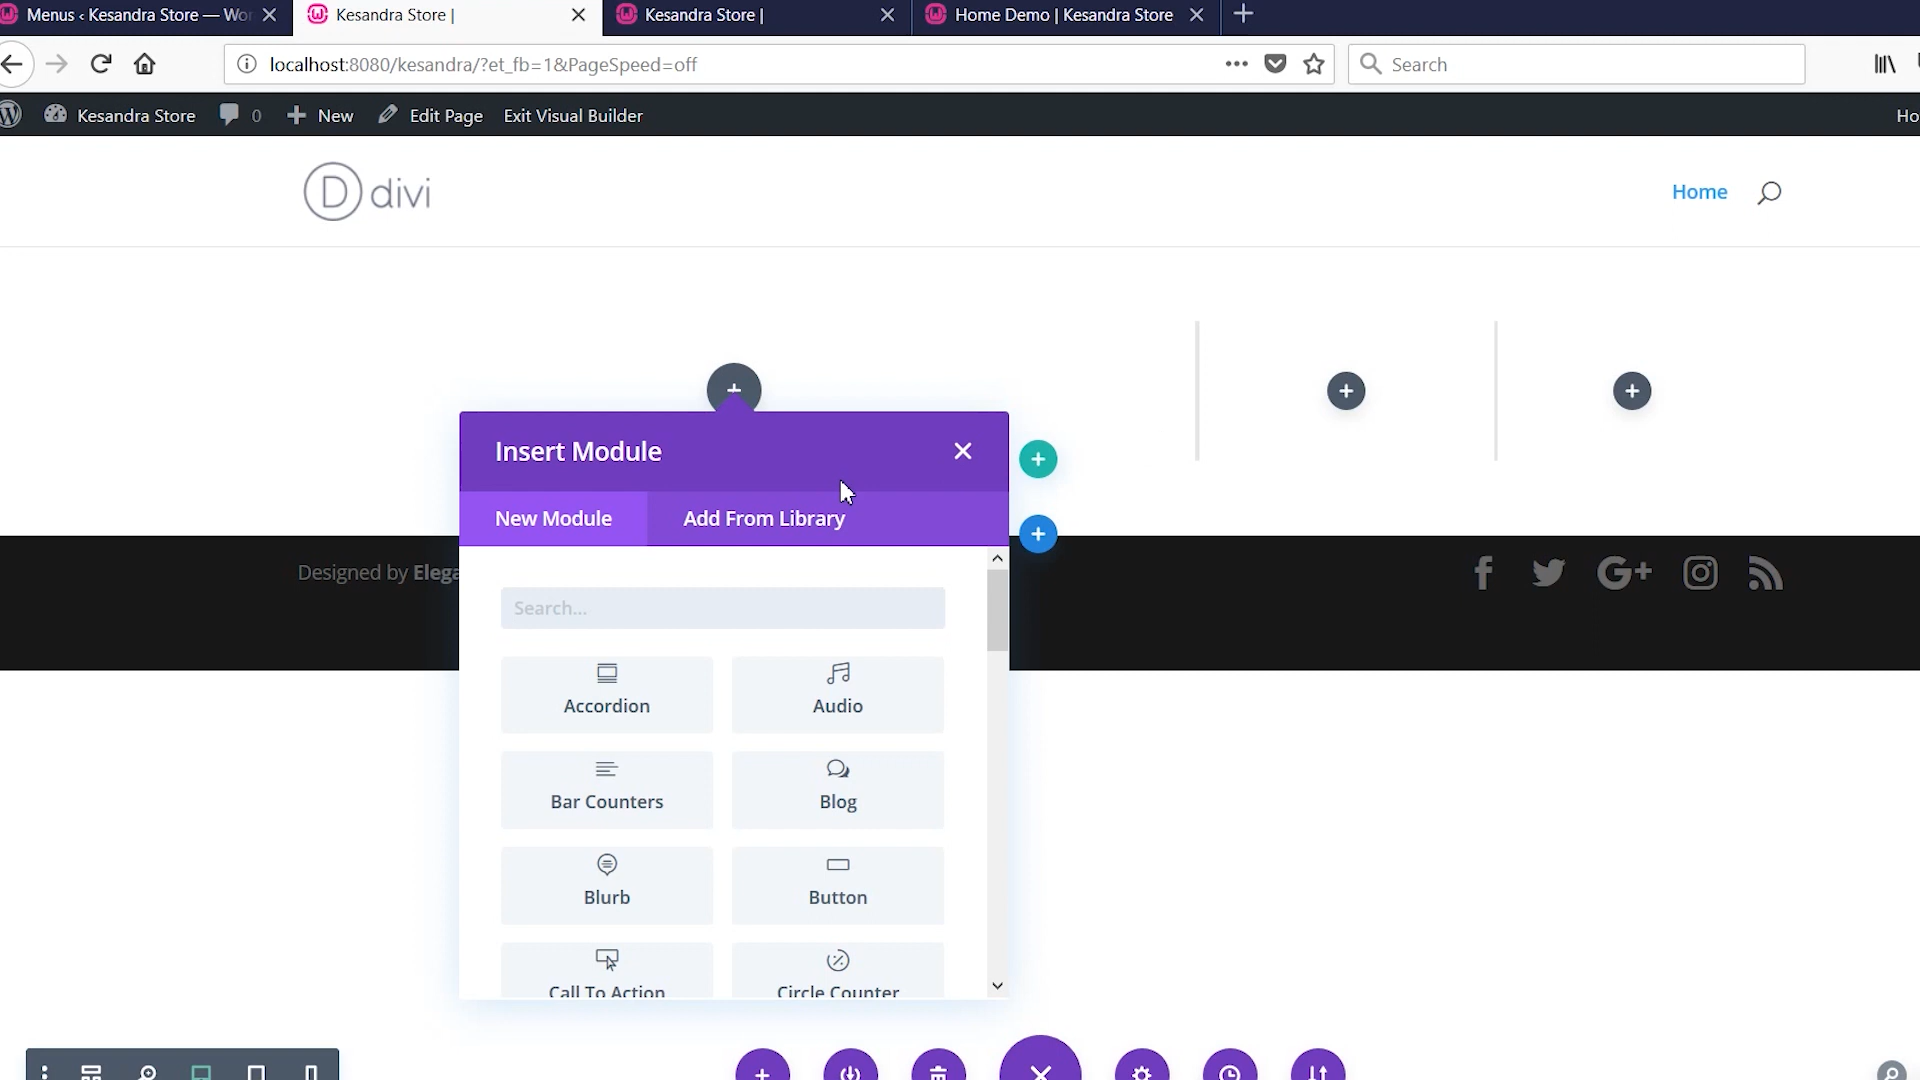 Menus ‹ Kesandra Store — Wor
Kesandra Store |
Kesandra Store |
Home Demo | Kesandra Store
localhost:8080/kesandra/?et_fb=1&PageSpeed=off
Search
Kesandra Store
0
New
Edit Page
Exit Visual Builder
Ho
divi
Home
Insert Module
New Module
Add From Library
Designed by Elega
Search...
Accordion
Audio
Bar Counters
Blog
Blurb
Button
Call To Action
Circle Counter